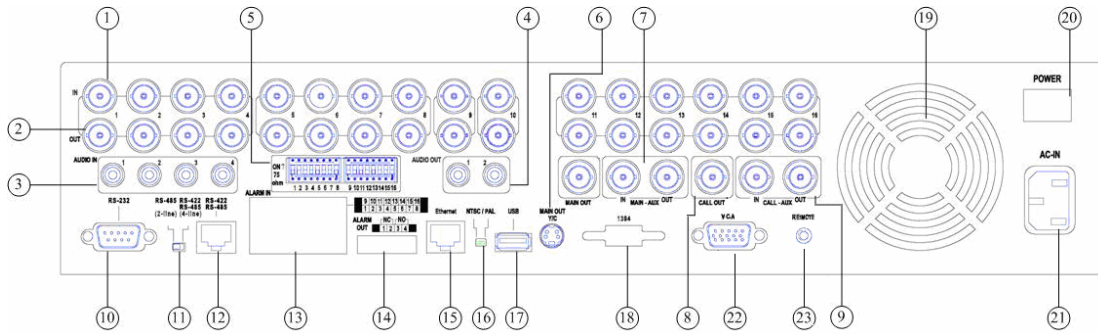 1
5
4
6
7
19
20
POWER
IN
1 2 3 4 5 6 7 8 9 10 11 12 13 14 15 16
2
OUT
AUDIO IN
1 2 3 4
ON
75
ohm
1 2 3 4 5 6 7 8
9 10 11 12 13 14 15 16
AUDIO OUT
1 2
IN
OUT
IN
OUT
MAIN OUT
MAIN - AUX
CALL OUT
CALL - AUX
AC-IN
3
RS-232
RS-485
(2-line)
RS-422
RS-485
(4-line)
RS-422
RS-485
ALARM IN
9 10 11 12 13 14 15 16
1 2 3 4 5 6 7 8
ALARM
OUT
NC
NO
1 2 3 4
Ethernet
NTSC / PAL
USB
MAIN OUT
Y/C
1394
VGA
REMOTE
10
11
12
13
14
15
16
17
18
8
22
23
9
21